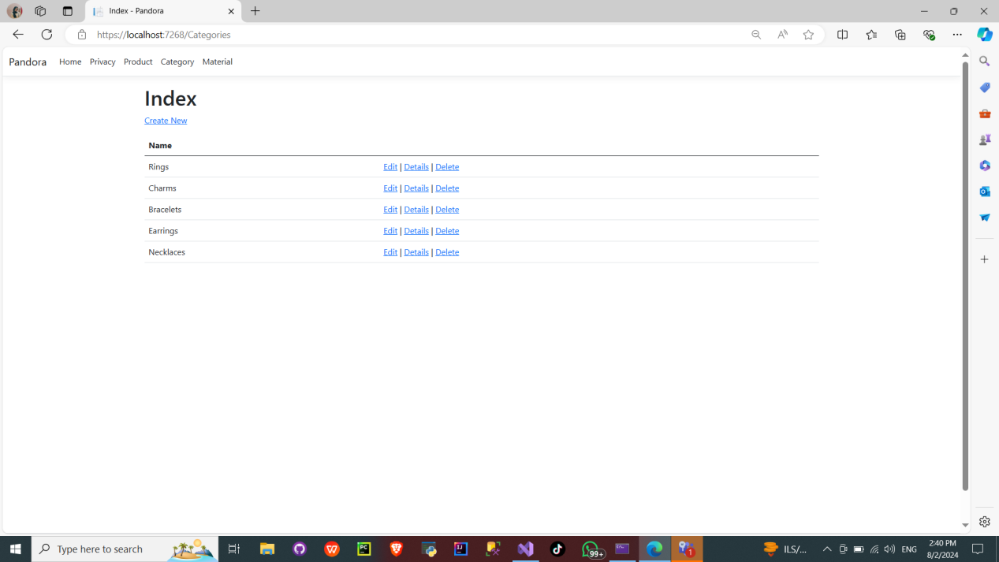 Index - Pandora
https://localhost:7268/Categories
Pandora Home Privacy Product Category Material
Index
Create New
Name
Rings Edit | Details | Delete
Charms Edit | Details | Delete
Bracelets Edit | Details | Delete
Earrings Edit | Details | Delete
Necklaces Edit | Details | Delete
Type here to search
PC
IJ
99+
1
ILS/...
ENG
2:40 PM
8/2/2024